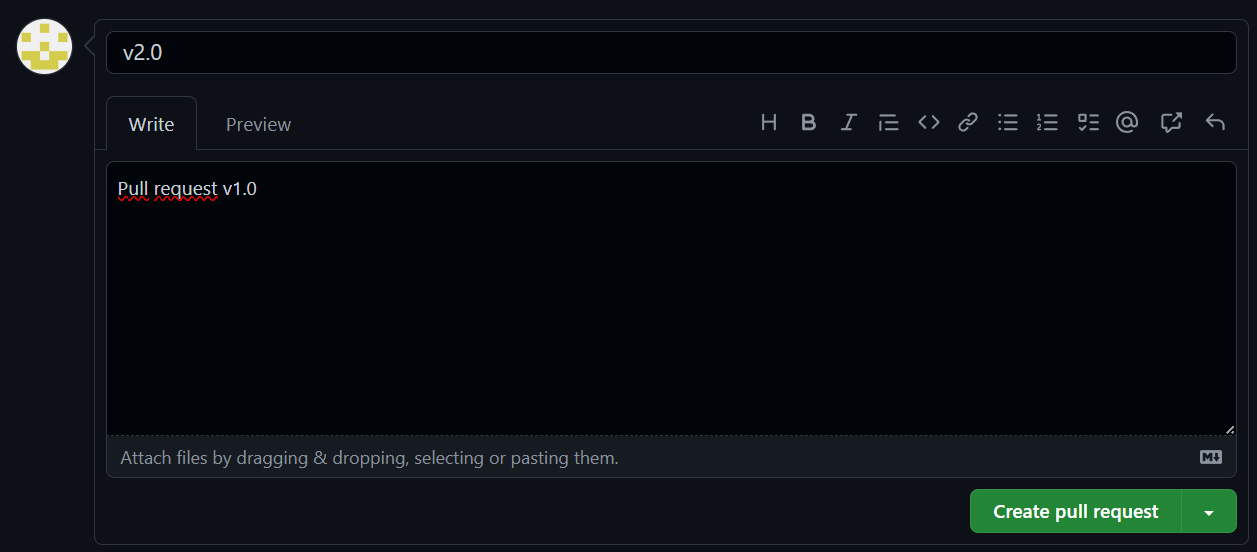 v2.0
Write Preview
Pull request v1.0
Attach files by dragging & dropping, selecting or pasting them.
Create pull request